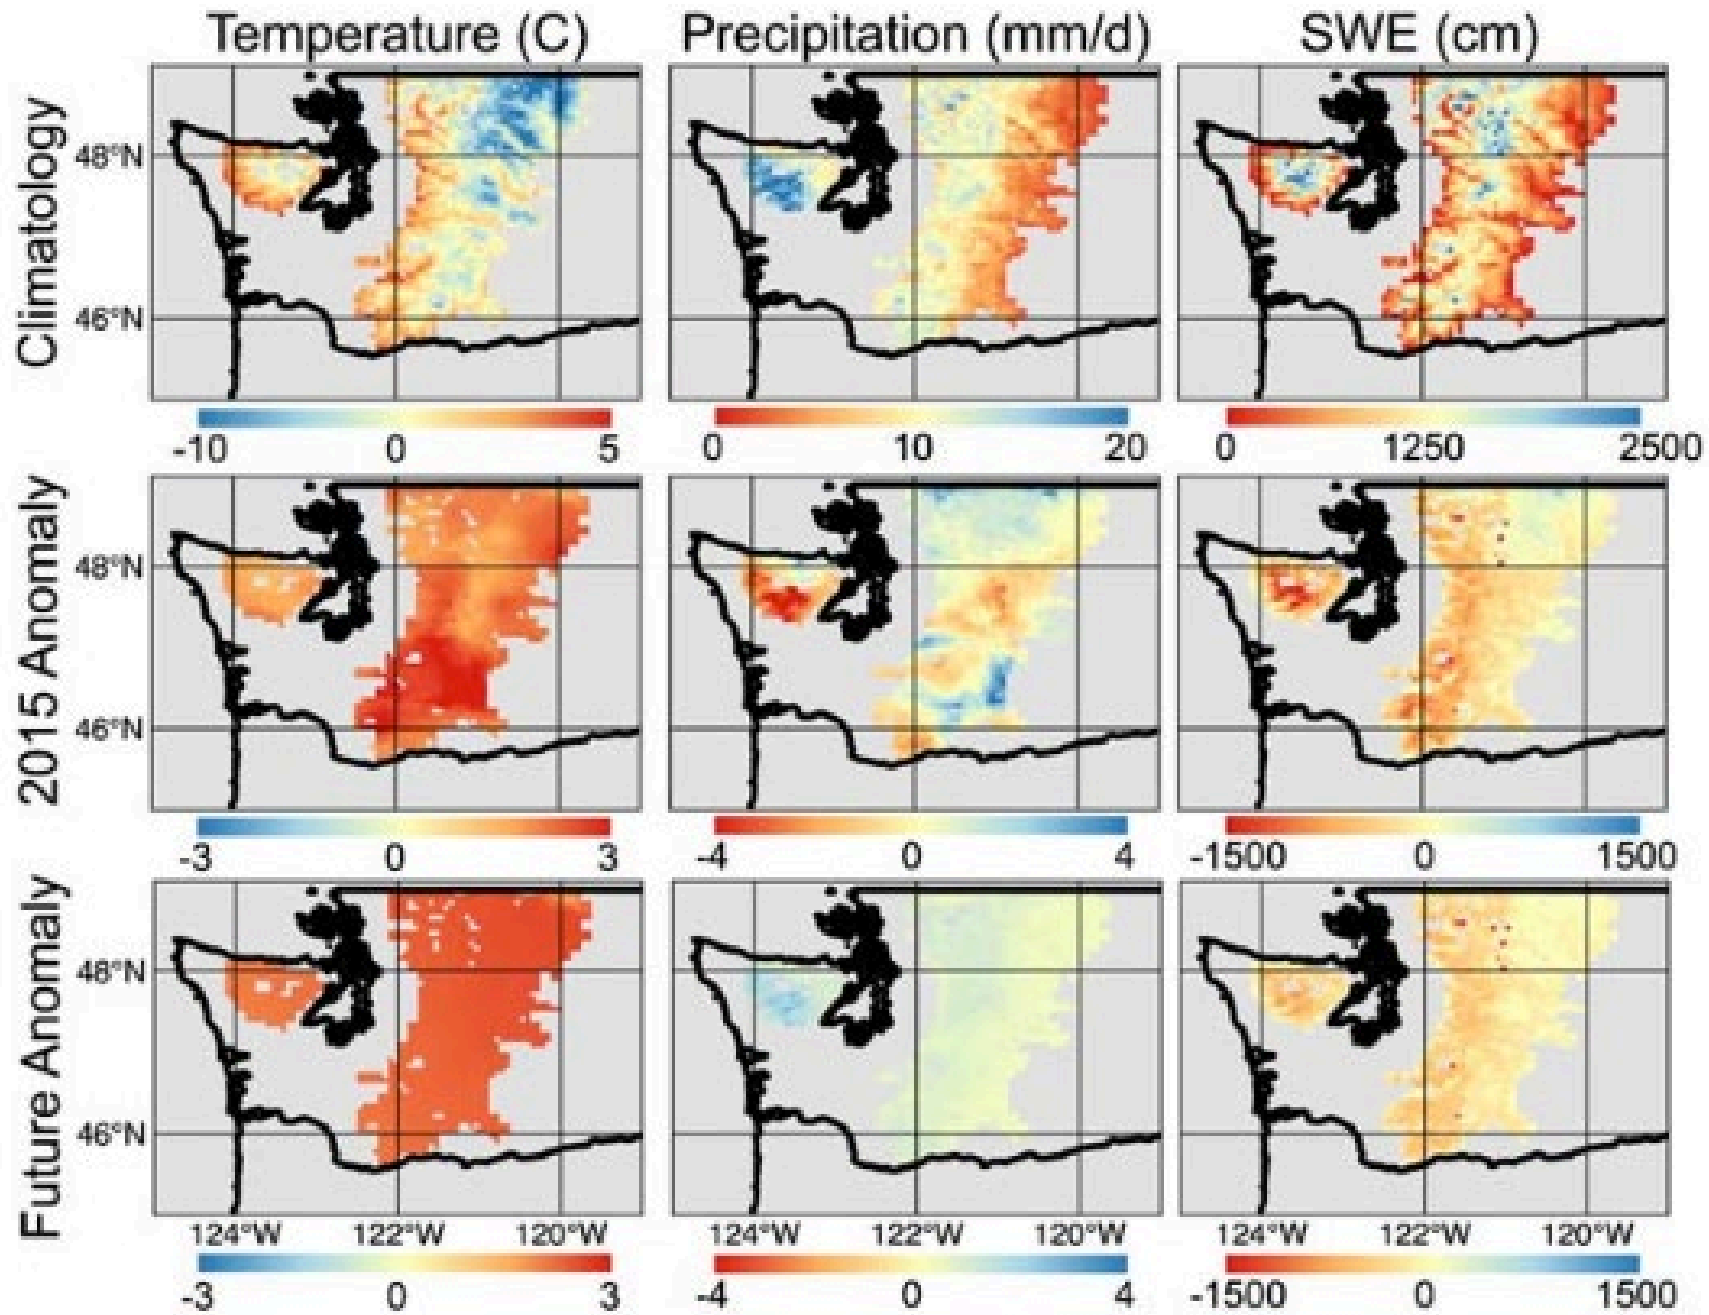 Temperature (C) Precipitation (mm/d) SWE (cm)
Climatology
48°N
46°N
-10 0 5 0 10 20 0 1250 2500
2015 Anomaly
48°N
46°N
-3 0 3 -4 0 4 -1500 0 1500
Future Anomaly
48°N
46°N
124°W 122°W 120°W 124°W 122°W 120°W 124°W 122°W 120°W
-3 0 3 -4 0 4 -1500 0 1500